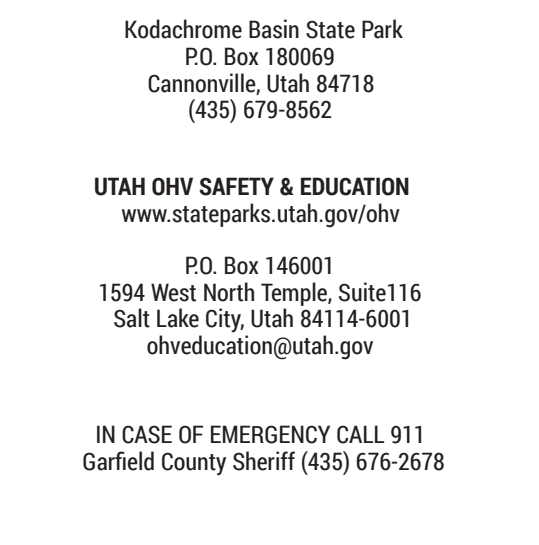 Kodachrome Basin State Park
P.O. Box 180069
Cannonville, Utah 84718
(435) 679-8562
UTAH OHV SAFETY & EDUCATION
www.stateparks.utah.gov/ohv
P.O. Box 146001
1594 West North Temple, Suite116
Salt Lake City, Utah 84114-6001
ohveducation@utah.gov
IN CASE OF EMERGENCY CALL 911
Garfield County Sheriff (435) 676-2678